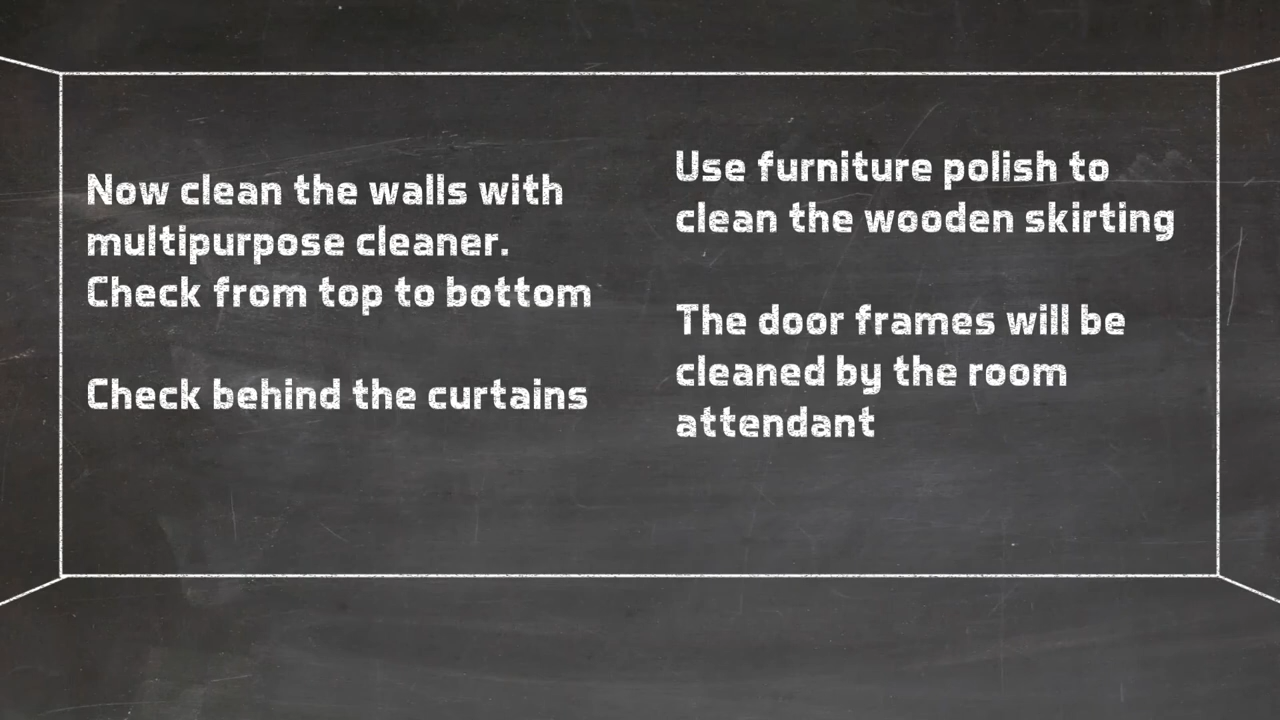 Now clean the walls with
multipurpose cleaner.
Check from top to bottom
Check behind the curtains
Use furniture polish to
clean the wooden skirting
The door frames will be
cleaned by the room
attendant